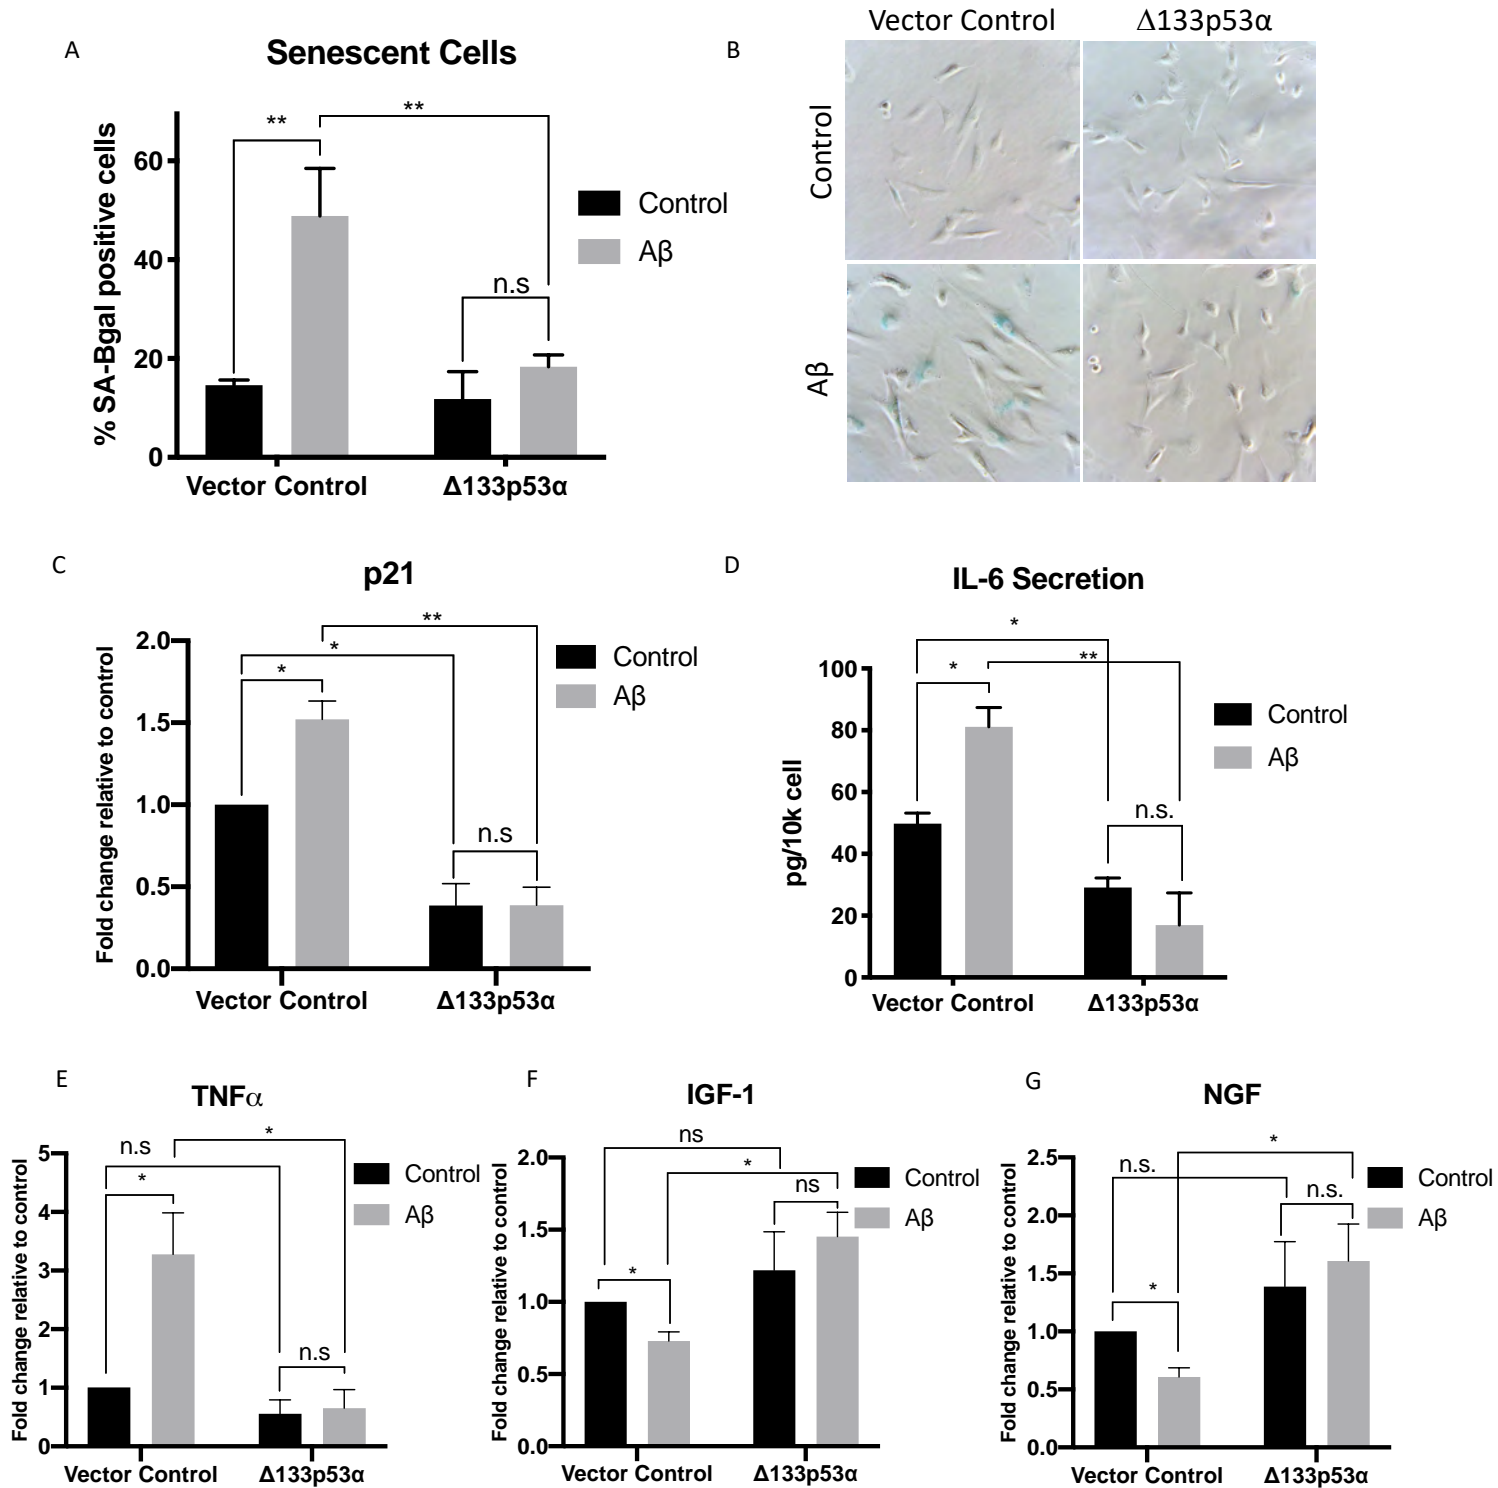 A
Senescent Cells
% SA-Bgal positive cells
60
40
20
0
**
**
n.s
Control
Aβ
Vector Control
Δ133p53α
B
Vector Control
Δ133p53α
Control
Aβ
C
p21
Fold change relative to control
2.0
1.5
1.0
0.5
0.0
**
*
*
n.s
Control
Aβ
Vector Control
Δ133p53α
D
IL-6 Secretion
pg/10k cell
100
80
60
40
20
0
*
**
*
n.s.
Control
Aβ
Vector Control
Δ133p53α
E
TNFα
Fold change relative to control
5
4
3
2
1
0
*
n.s
*
n.s
Control
Aβ
Vector Control
Δ133p53α
F
IGF-1
Fold change relative to control
2.0
1.5
1.0
0.5
0.0
ns
*
ns
*
Control
Aβ
Vector Control
Δ133p53α
G
NGF
Fold change relative to control
2.5
2.0
1.5
1.0
0.5
0.0
*
n.s.
n.s.
*
Control
Aβ
Vector Control
Δ133p53α